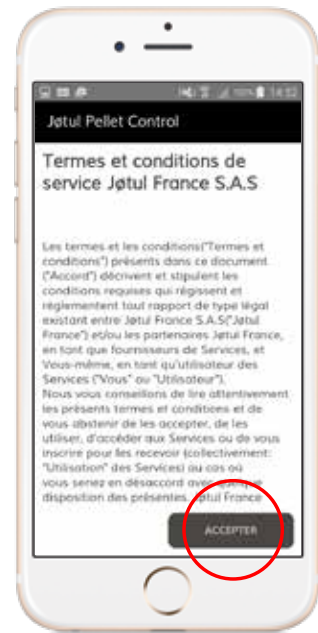 14:32
Jøtul Pellet Control
Termes et conditions de
service Jøtul France S.A.S
Les termes et les conditions("Termes et
conditions") présents dans ce document
("Accord") décrivent et stipulent les
conditions requises qui régissent et
réglementent tout rapport de type légal
existant entre Jøtul France S.A.S("Jøtul
France") et/ou les partenaires Jøtul France,
en tant que fournisseurs de Services, et
Vous-même, en tant qu'utilisateur des
Services ("Vous" ou "Utilisateur").
Nous vous conseillons de lire attentivement
les présents termes et conditions et de
vous abstenir de les accepter, de les
utiliser, d'accéder aux Services ou de vous
inscrire pour les recevoir (collectivement:
"Utilisation" des Services) au cas où
vous seriez en désaccord avec quelque
disposition des présentes. Jøtul France
ACCEPTER